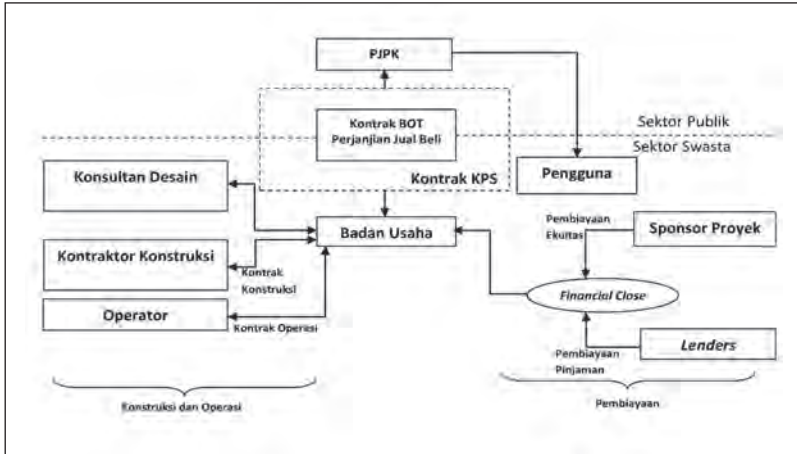 PJPK
Kontrak BOT
Perjanjian Jual Beli
Sektor Publik
Sektor Swasta
Konsultan Desain
Kontrak KPS
Pengguna
Badan Usaha
Pembiayaan
Ekuitas
Sponsor Proyek
Kontraktor Konstruksi
Kontrak
Konstruksi
Financial Close
Operator
Kontrak Operasi
Lenders
Pembiayaan
Pinjaman
Konstruksi dan Operasi
Pembiayaan